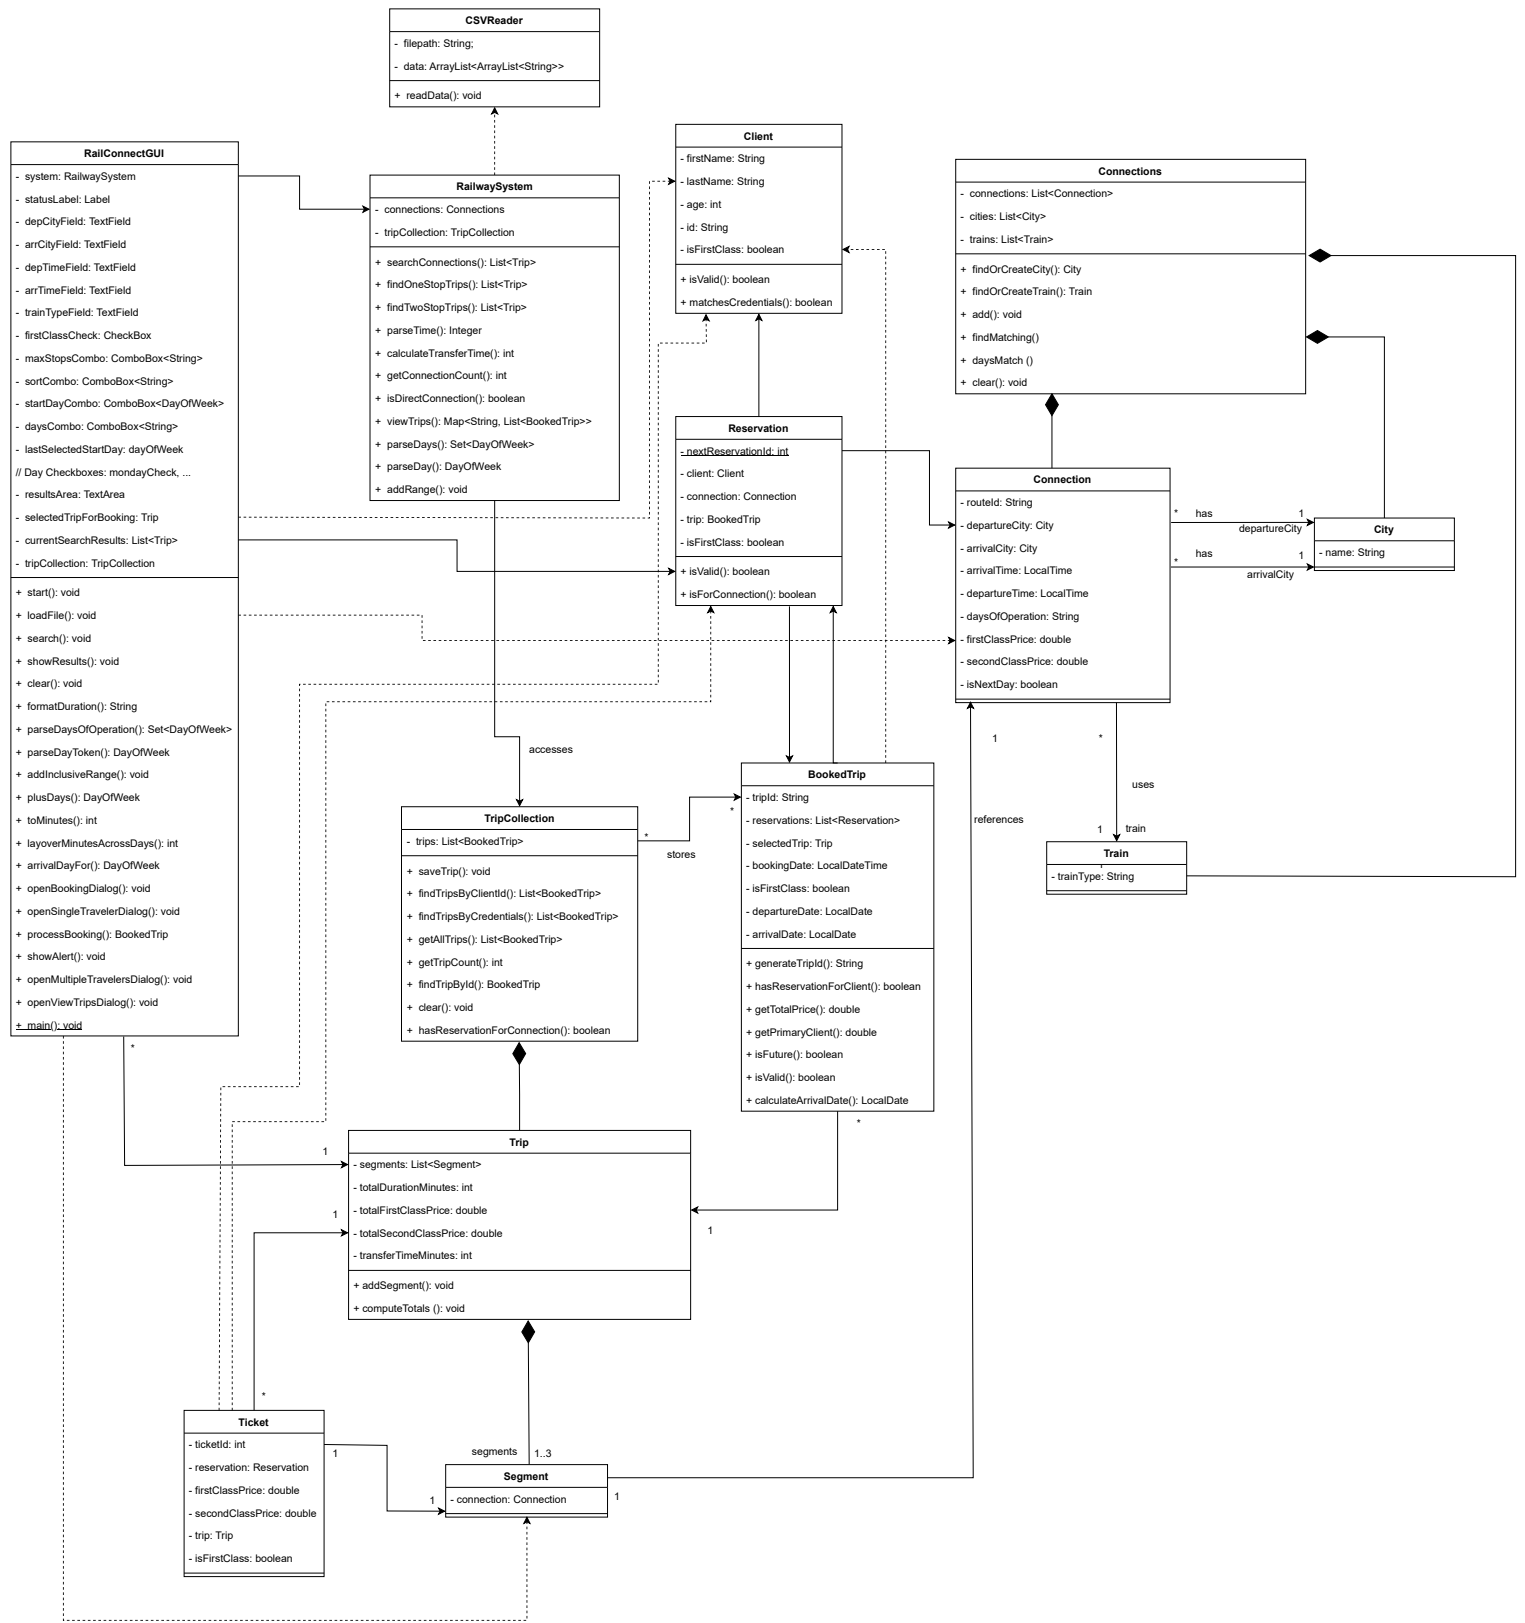 CSVReader
- filepath: String;
- data: ArrayList<ArrayList<String>>
+ readData(): void
RailConnectGUI
- system: RailwaySystem
- statusLabel: Label
- depCityField: TextField
- arrCityField: TextField
- depTimeField: TextField
- arrTimeField: TextField
- trainTypeField: TextField
- firstClassCheck: CheckBox
- maxStopsCombo: ComboBox<String>
- sortCombo: ComboBox<String>
- startDayCombo: ComboBox<DayOfWeek>
- daysCombo: ComboBox<String>
- lastSelectedStartDay: dayOfWeek
// Day Checkboxes: mondayCheck, ...
- resultsArea: TextArea
- selectedTripForBooking: Trip
- currentSearchResults: List<Trip>
- tripCollection: TripCollection
+ start(): void
+ loadFile(): void
+ search(): void
+ showResults(): void
+ clear(): void
+ formatDuration(): String
+ parseDaysOfOperation(): Set<DayOfWeek>
+ parseDayToken(): DayOfWeek
+ addInclusiveRange(): void
+ plusDays(): DayOfWeek
+ toMinutes(): int
+ layoverMinutesAcrossDays(): int
+ arrivalDayFor(): DayOfWeek
+ openBookingDialog(): void
+ openSingleTravelerDialog(): void
+ processBooking(): BookedTrip
+ showAlert(): void
+ openMultipleTravelersDialog(): void
+ openViewTripsDialog(): void
+ main(): void
*
1
RailwaySystem
- connections: Connections
- tripCollection: TripCollection
+ searchConnections(): List<Trip>
+ findOneStopTrips(): List<Trip>
+ findTwoStopTrips(): List<Trip>
+ parseTime(): Integer
+ calculateTransferTime(): int
+ getConnectionCount(): int
+ isDirectConnection(): boolean
+ viewTrips(): Map<String, List<BookedTrip>>
+ parseDays(): Set<DayOfWeek>
+ parseDay(): DayOfWeek
+ addRange(): void
accesses
Client
- firstName: String
- lastName: String
- age: int
- id: String
- isFirstClass: boolean
+ isValid(): boolean
+ matchesCredentials(): boolean
Reservation
- nextReservationId: int
- client: Client
- connection: Connection
- trip: BookedTrip
- isFirstClass: boolean
+ isValid(): boolean
+ isForConnection(): boolean
Connections
- connections: List<Connection>
- cities: List<City>
- trains: List<Train>
+ findOrCreateCity(): City
+ findOrCreateTrain(): Train
+ add(): void
+ findMatching()
+ daysMatch ()
+ clear(): void
Connection
- routeId: String
- departureCity: City
- arrivalCity: City
- arrivalTime: LocalTime
- departureTime: LocalTime
- daysOfOperation: String
- firstClassPrice: double
- secondClassPrice: double
- isNextDay: boolean
* has 1
departureCity
* has 1
arrivalCity
City
- name: String
1
*
uses
1 train
references
Train
- trainType: String
TripCollection
- trips: List<BookedTrip>
+ saveTrip(): void
+ findTripsByClientId(): List<BookedTrip>
+ findTripsByCredentials(): List<BookedTrip>
+ getAllTrips(): List<BookedTrip>
+ getTripCount(): int
+ findTripById(): BookedTrip
+ clear(): void
+ hasReservationForConnection(): boolean
*
stores
*
BookedTrip
- tripId: String
- reservations: List<Reservation>
- selectedTrip: Trip
- bookingDate: LocalDateTime
- isFirstClass: boolean
- departureDate: LocalDate
- arrivalDate: LocalDate
+ generateTripId(): String
+ hasReservationForClient(): boolean
+ getTotalPrice(): double
+ getPrimaryClient(): double
+ isFuture(): boolean
+ isValid(): boolean
+ calculateArrivalDate(): LocalDate
*
1
Trip
- segments: List<Segment>
- totalDurationMinutes: int
- totalFirstClassPrice: double
- totalSecondClassPrice: double
- transferTimeMinutes: int
+ addSegment(): void
+ computeTotals (): void
1
*
Ticket
- ticketId: int
- reservation: Reservation
- firstClassPrice: double
- secondClassPrice: double
- trip: Trip
- isFirstClass: boolean
1
1
segments 1..3
Segment
- connection: Connection
1